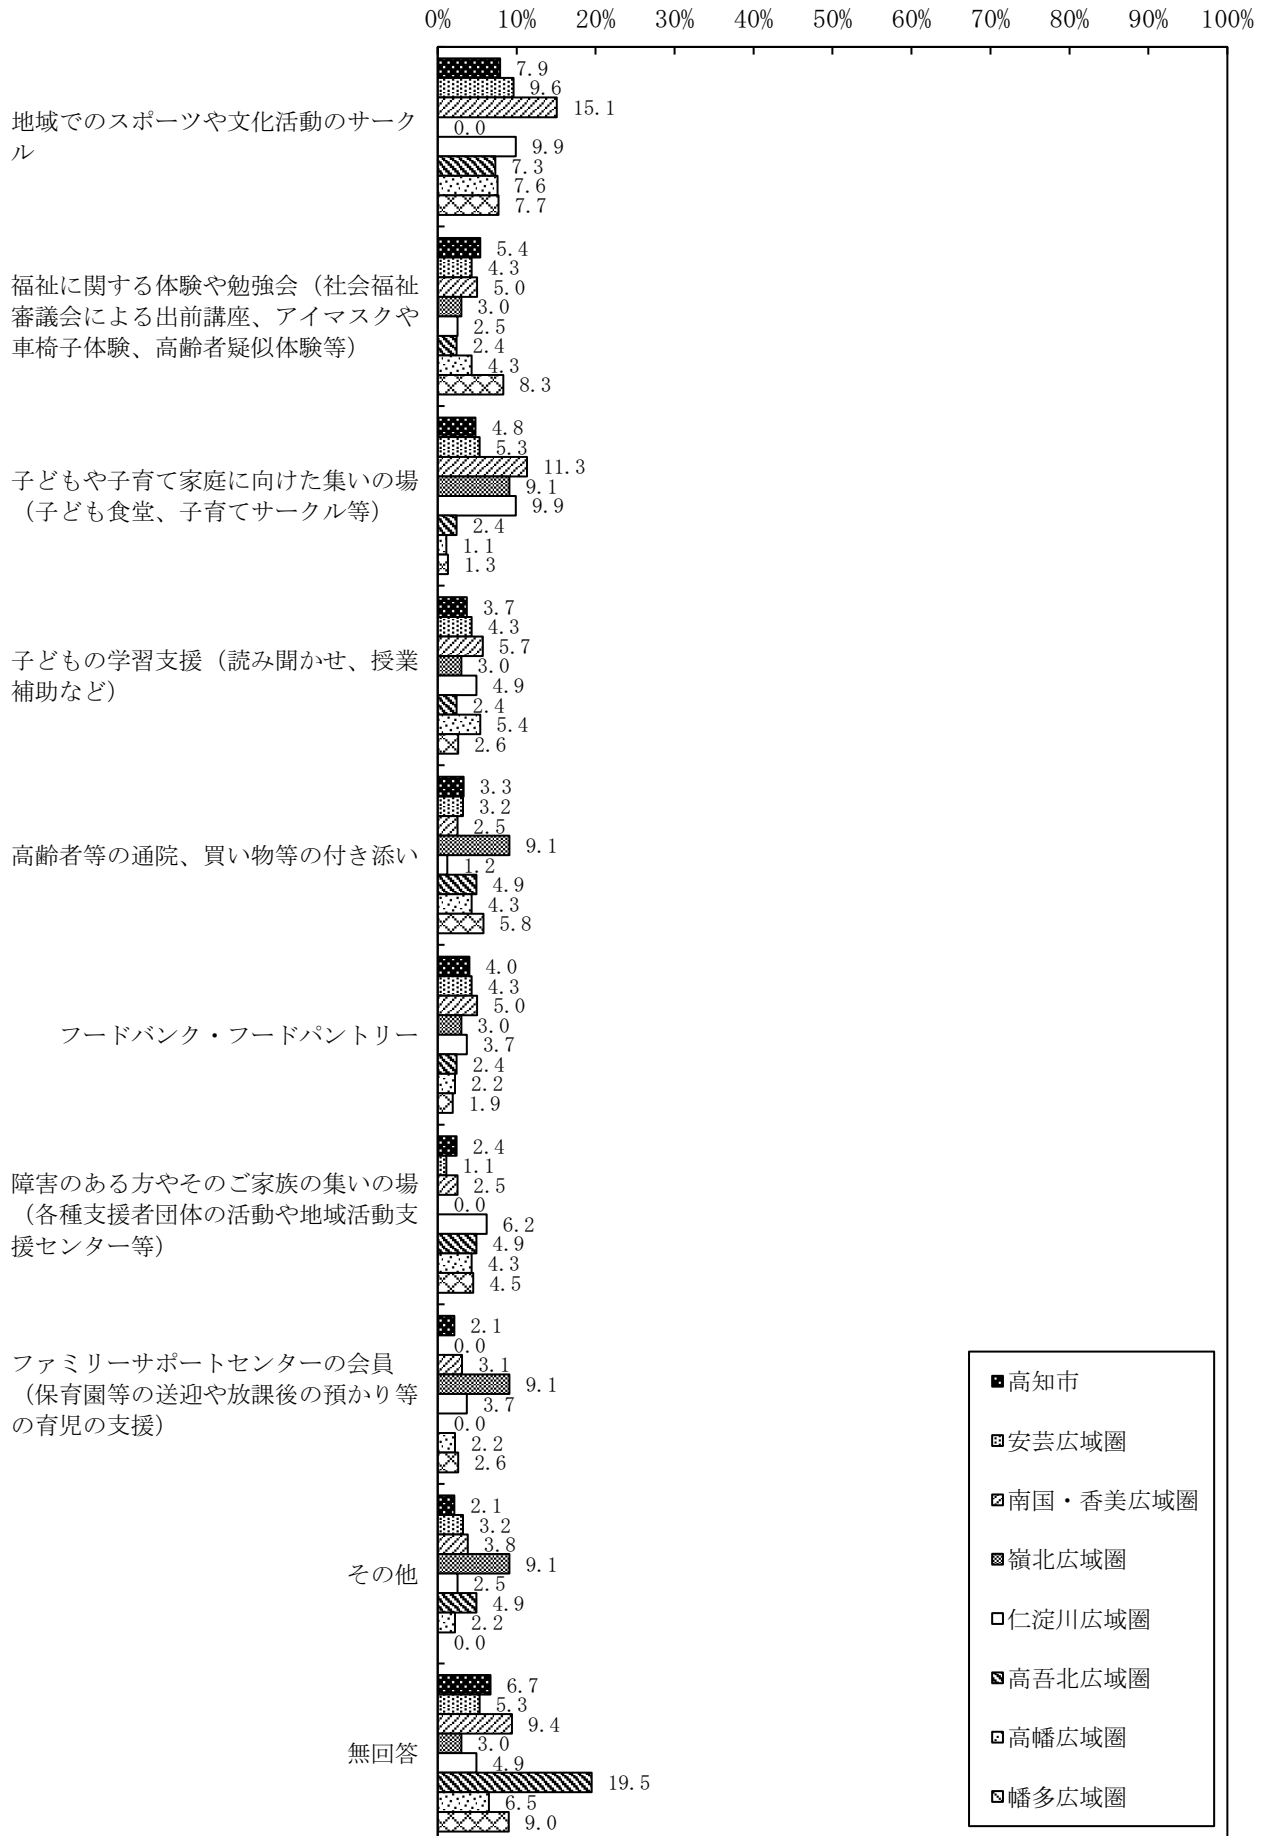 0% 10% 20% 30% 40% 50% 60% 70% 80% 90% 100%
地域でのスポーツや文化活動のサーク
ル
7.9
9.6
15.1
0.0
9.9
7.3
7.6
7.7
福祉に関する体験や勉強会（社会福祉
審議会による出前講座、アイマスクや
車椅子体験、高齢者疑似体験等）
5.4
4.3
5.0
3.0
2.5
2.4
4.3
8.3
子どもや子育て家庭に向けた集いの場
（子ども食堂、子育てサークル等）
4.8
5.3
11.3
9.1
9.9
2.4
1.1
1.3
子どもの学習支援（読み聞かせ、授業
補助など）
3.7
4.3
5.7
3.0
4.9
2.4
5.4
2.6
高齢者等の通院、買い物等の付き添い
3.3
3.2
2.5
9.1
1.2
4.9
4.3
5.8
フードバンク・フードパントリー
4.0
4.3
5.0
3.0
3.7
2.4
2.2
1.9
障害のある方やそのご家族の集いの場
（各種支援者団体の活動や地域活動支
援センター等）
2.4
1.1
2.5
0.0
6.2
4.9
4.3
4.5
ファミリーサポートセンターの会員
（保育園等の送迎や放課後の預かり等
の育児の支援）
2.1
0.0
3.1
9.1
3.7
0.0
2.2
2.6
その他
2.1
3.2
3.8
9.1
2.5
4.9
2.2
0.0
無回答
6.7
5.3
9.4
3.0
4.9
19.5
6.5
9.0
高知市
安芸広域圏
南国・香美広域圏
嶺北広域圏
仁淀川広域圏
高吾北広域圏
高幡広域圏
幡多広域圏